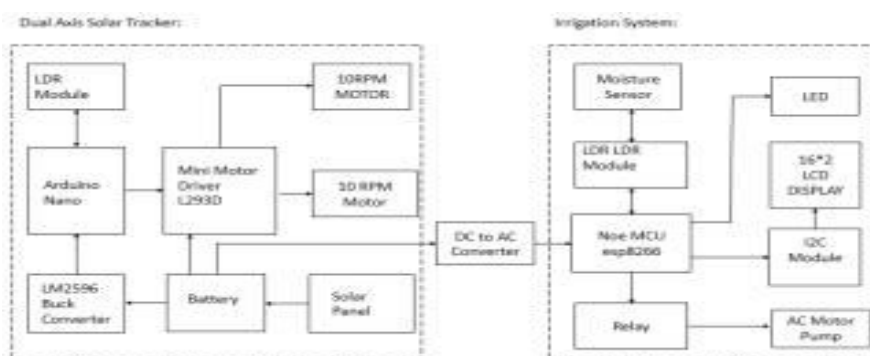 Dual Axis Solar Tracker:
Irrigation System:
LDR
Module
10RPM
MOTOR
Arduino
Nano
Mini Motor
Driver
L293D
10 RPM
Motor
LM2596
Buck
Converter
Battery
Solar
Panel
DC to AC
Converter
Moisture
Sensor
LED
LDR LDR
Module
16*2
LCD
DISPLAY
Noe MCU
esp8266
I2C
Module
Relay
AC Motor
Pump